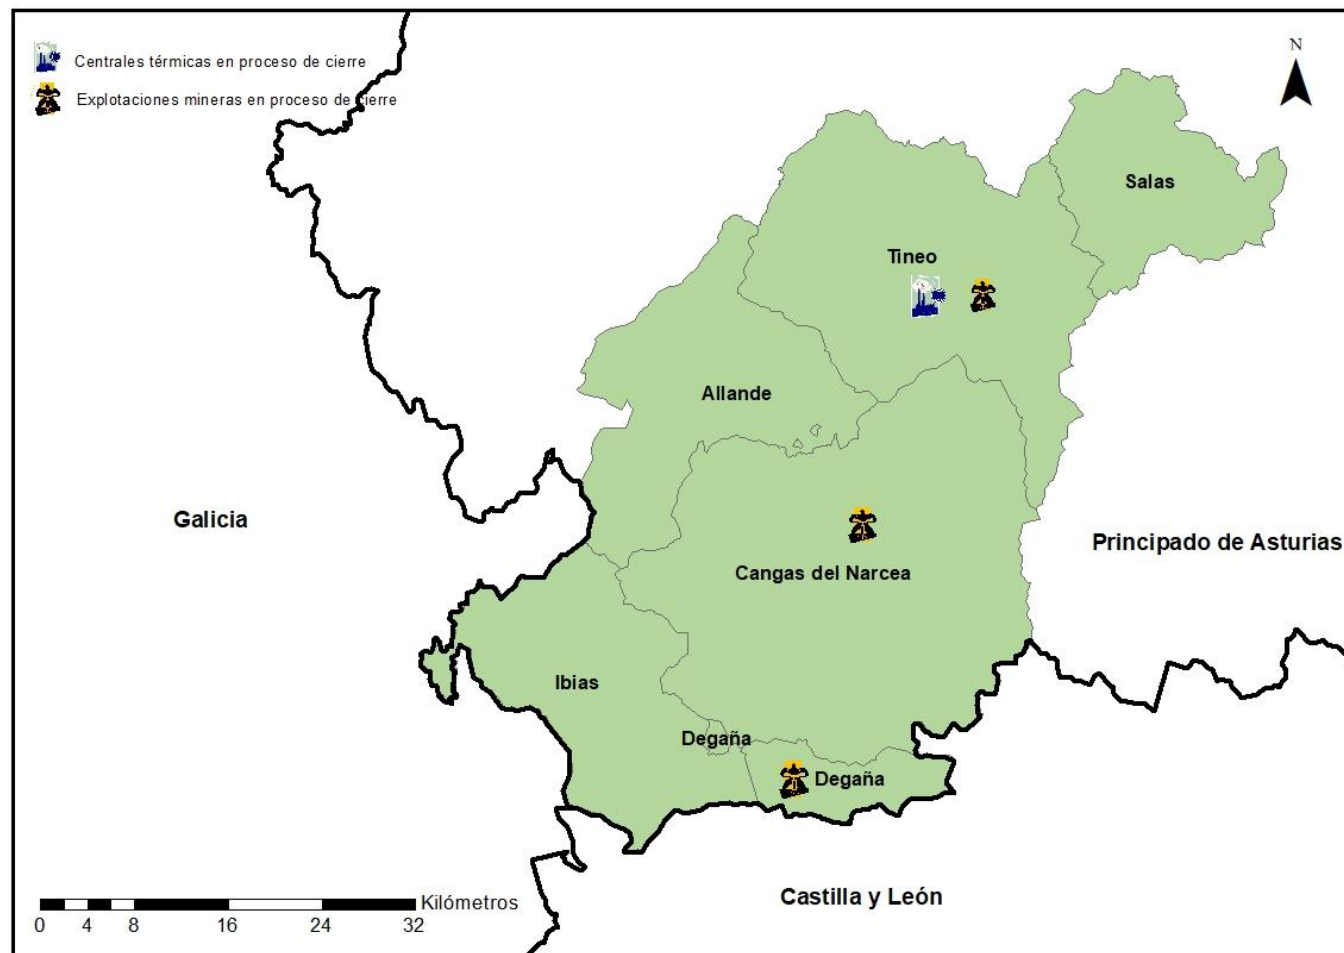 N
Centrales térmicas en proceso de cierre
Explotaciones mineras en proceso de cierre
Salas
Tineo
Allande
Galicia
Principado de Asturias
Cangas del Narcea
Ibias
Degaña
Degaña
Castilla y León
Kilómetros
0 4 8 16 24 32